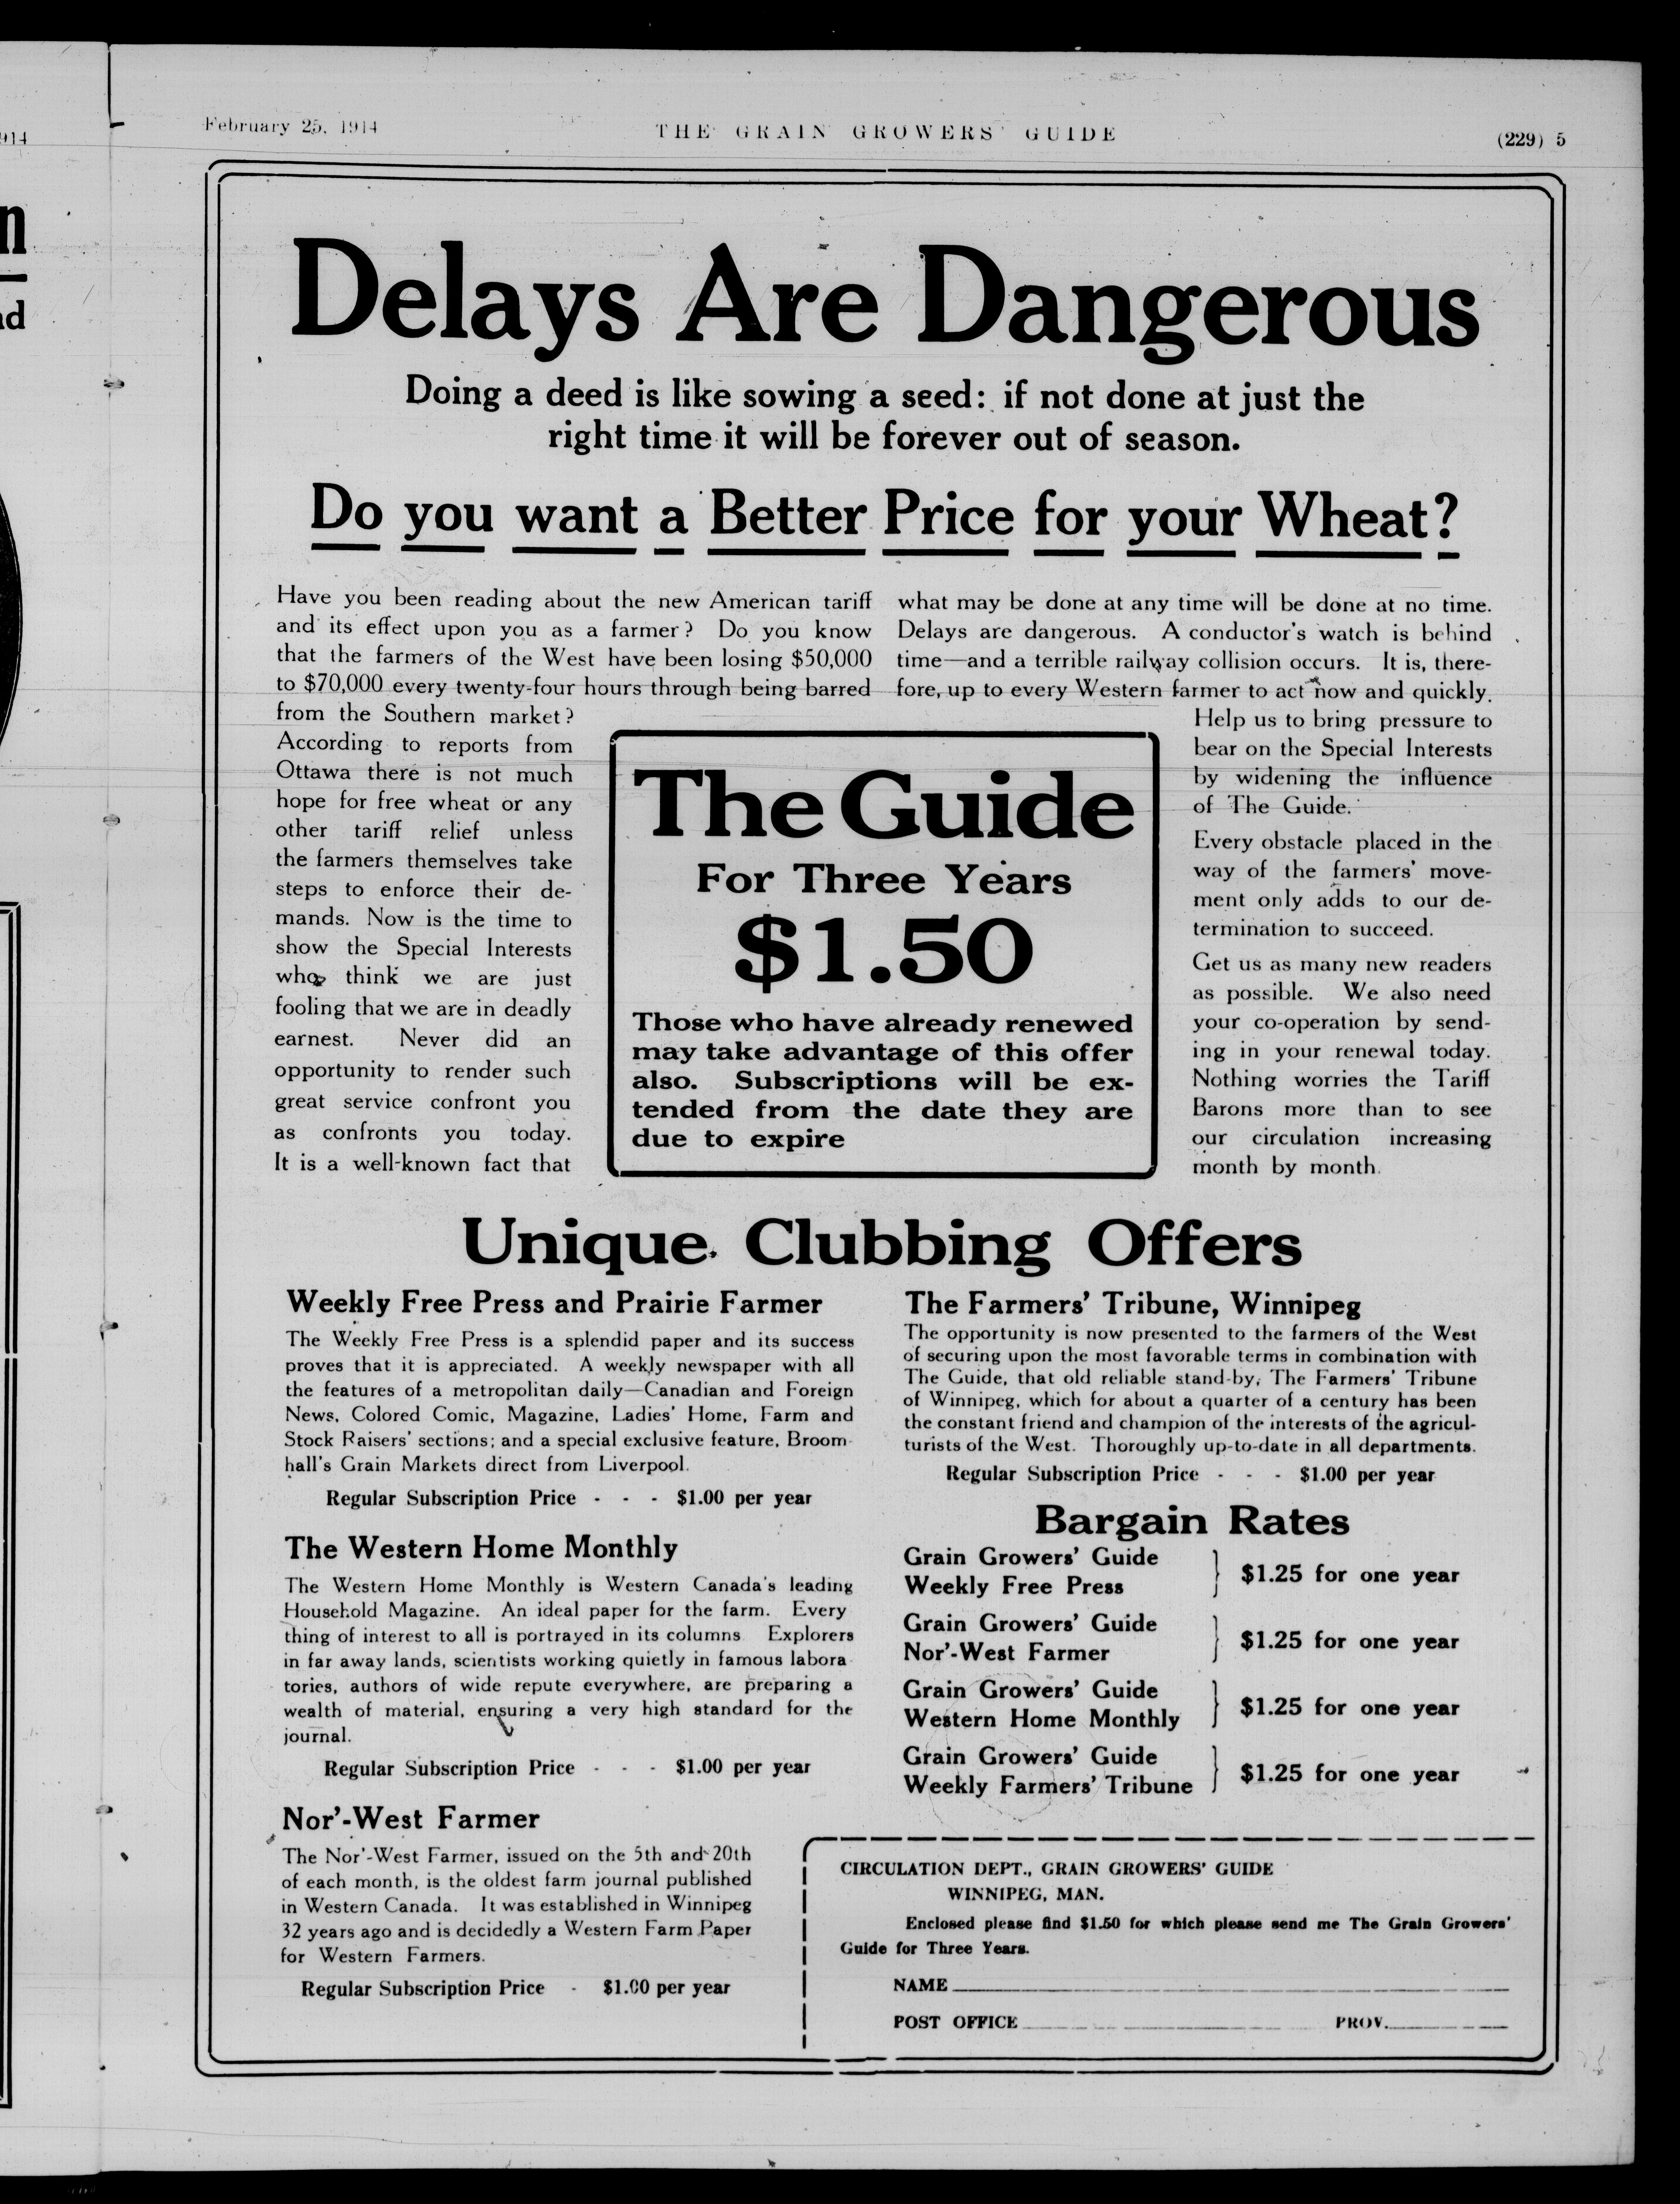 914
n
nd
February 25, 1914
THE GRAIN GROWERS' GUIDE
(229) 5
Delays Are Dangerous
Doing a deed is like sowing a seed: if not done at just the
right time it will be forever out of season.
Do you want a Better Price for your Wheat?
Have you been reading about the new American tariff
and its effect upon you as a farmer? Do you know
that the farmers of the West have been losing $50,000
to $70,000 every twenty-four hours through being barred
from the Southern market?
According to reports from
Ottawa there is not much
hope for free wheat or any
other tariff relief unless
the farmers themselves take
steps to enforce their de-
mands. Now is the time to
show the Special Interests
who think we are just
fooling that we are in deadly
earnest. Never did an
opportunity to render such
great service confront you
as confronts you today.
It is a well-known fact that
what may be done at any time will be done at no time.
Delays are dangerous. A conductor's watch is behind
time—and a terrible railway collision occurs. It is, there-
fore, up to every Western farmer to act now and quickly.
Help us to bring pressure to
bear on the Special Interests
by widening the influence
of The Guide.
Every obstacle placed in the
way of the farmers' move-
ment only adds to our de-
termination to succeed.
Get us as many new readers
as possible. We also need
your co-operation by send-
ing in your renewal today.
Nothing worries the Tariff
Barons more than to see
our circulation increasing
month by month.
The Guide
For Three Years
$1.50
Those who have already renewed
may take advantage of this offer
also. Subscriptions will be ex-
tended from the date they are
due to expire
Unique Clubbing Offers
Weekly Free Press and Prairie Farmer
The Weekly Free Press is a splendid paper and its success
proves that it is appreciated. A weekly newspaper with all
the features of a metropolitan daily—Canadian and Foreign
News, Colored Comic, Magazine, Ladies' Home, Farm and
Stock Raisers' sections; and a special exclusive feature, Broom-
hall's Grain Markets direct from Liverpool.
Regular Subscription Price - - - $1.00 per year
The Western Home Monthly
The Western Home Monthly is Western Canada's leading
Household Magazine. An ideal paper for the farm. Every
thing of interest to all is portrayed in its columns Explorers
in far away lands, scientists working quietly in famous labora
tories, authors of wide repute everywhere, are preparing a
wealth of material, ensuring a very high standard for the
journal.
Regular Subscription Price - - - $1.00 per year
Nor'-West Farmer
The Nor'-West Farmer, issued on the 5th and 20th
of each month, is the oldest farm journal published
in Western Canada. It was established in Winnipeg
32 years ago and is decidedly a Western Farm Paper
for Western Farmers.
Regular Subscription Price - $1.00 per year
The Farmers' Tribune, Winnipeg
The opportunity is now presented to the farmers of the West
of securing upon the most favorable terms in combination with
The Guide, that old reliable stand-by, The Farmers' Tribune
of Winnipeg, which for about a quarter of a century has been
the constant friend and champion of the interests of the agricul-
turists of the West. Thoroughly up-to-date in all departments.
Regular Subscription Price - - - $1.00 per year
Bargain Rates
Grain Growers' Guide
Weekly Free Press } $1.25 for one year
Grain Growers' Guide
Nor'-West Farmer } $1.25 for one year
Grain Growers' Guide
Western Home Monthly } $1.25 for one year
Grain Growers' Guide
Weekly Farmers' Tribune } $1.25 for one year
CIRCULATION DEPT., GRAIN GROWERS' GUIDE
WINNIPEG, MAN.
Enclosed please find $1.50 for which please send me The Grain Growers'
Guide for Three Years.
NAME
POST OFFICE PROV.